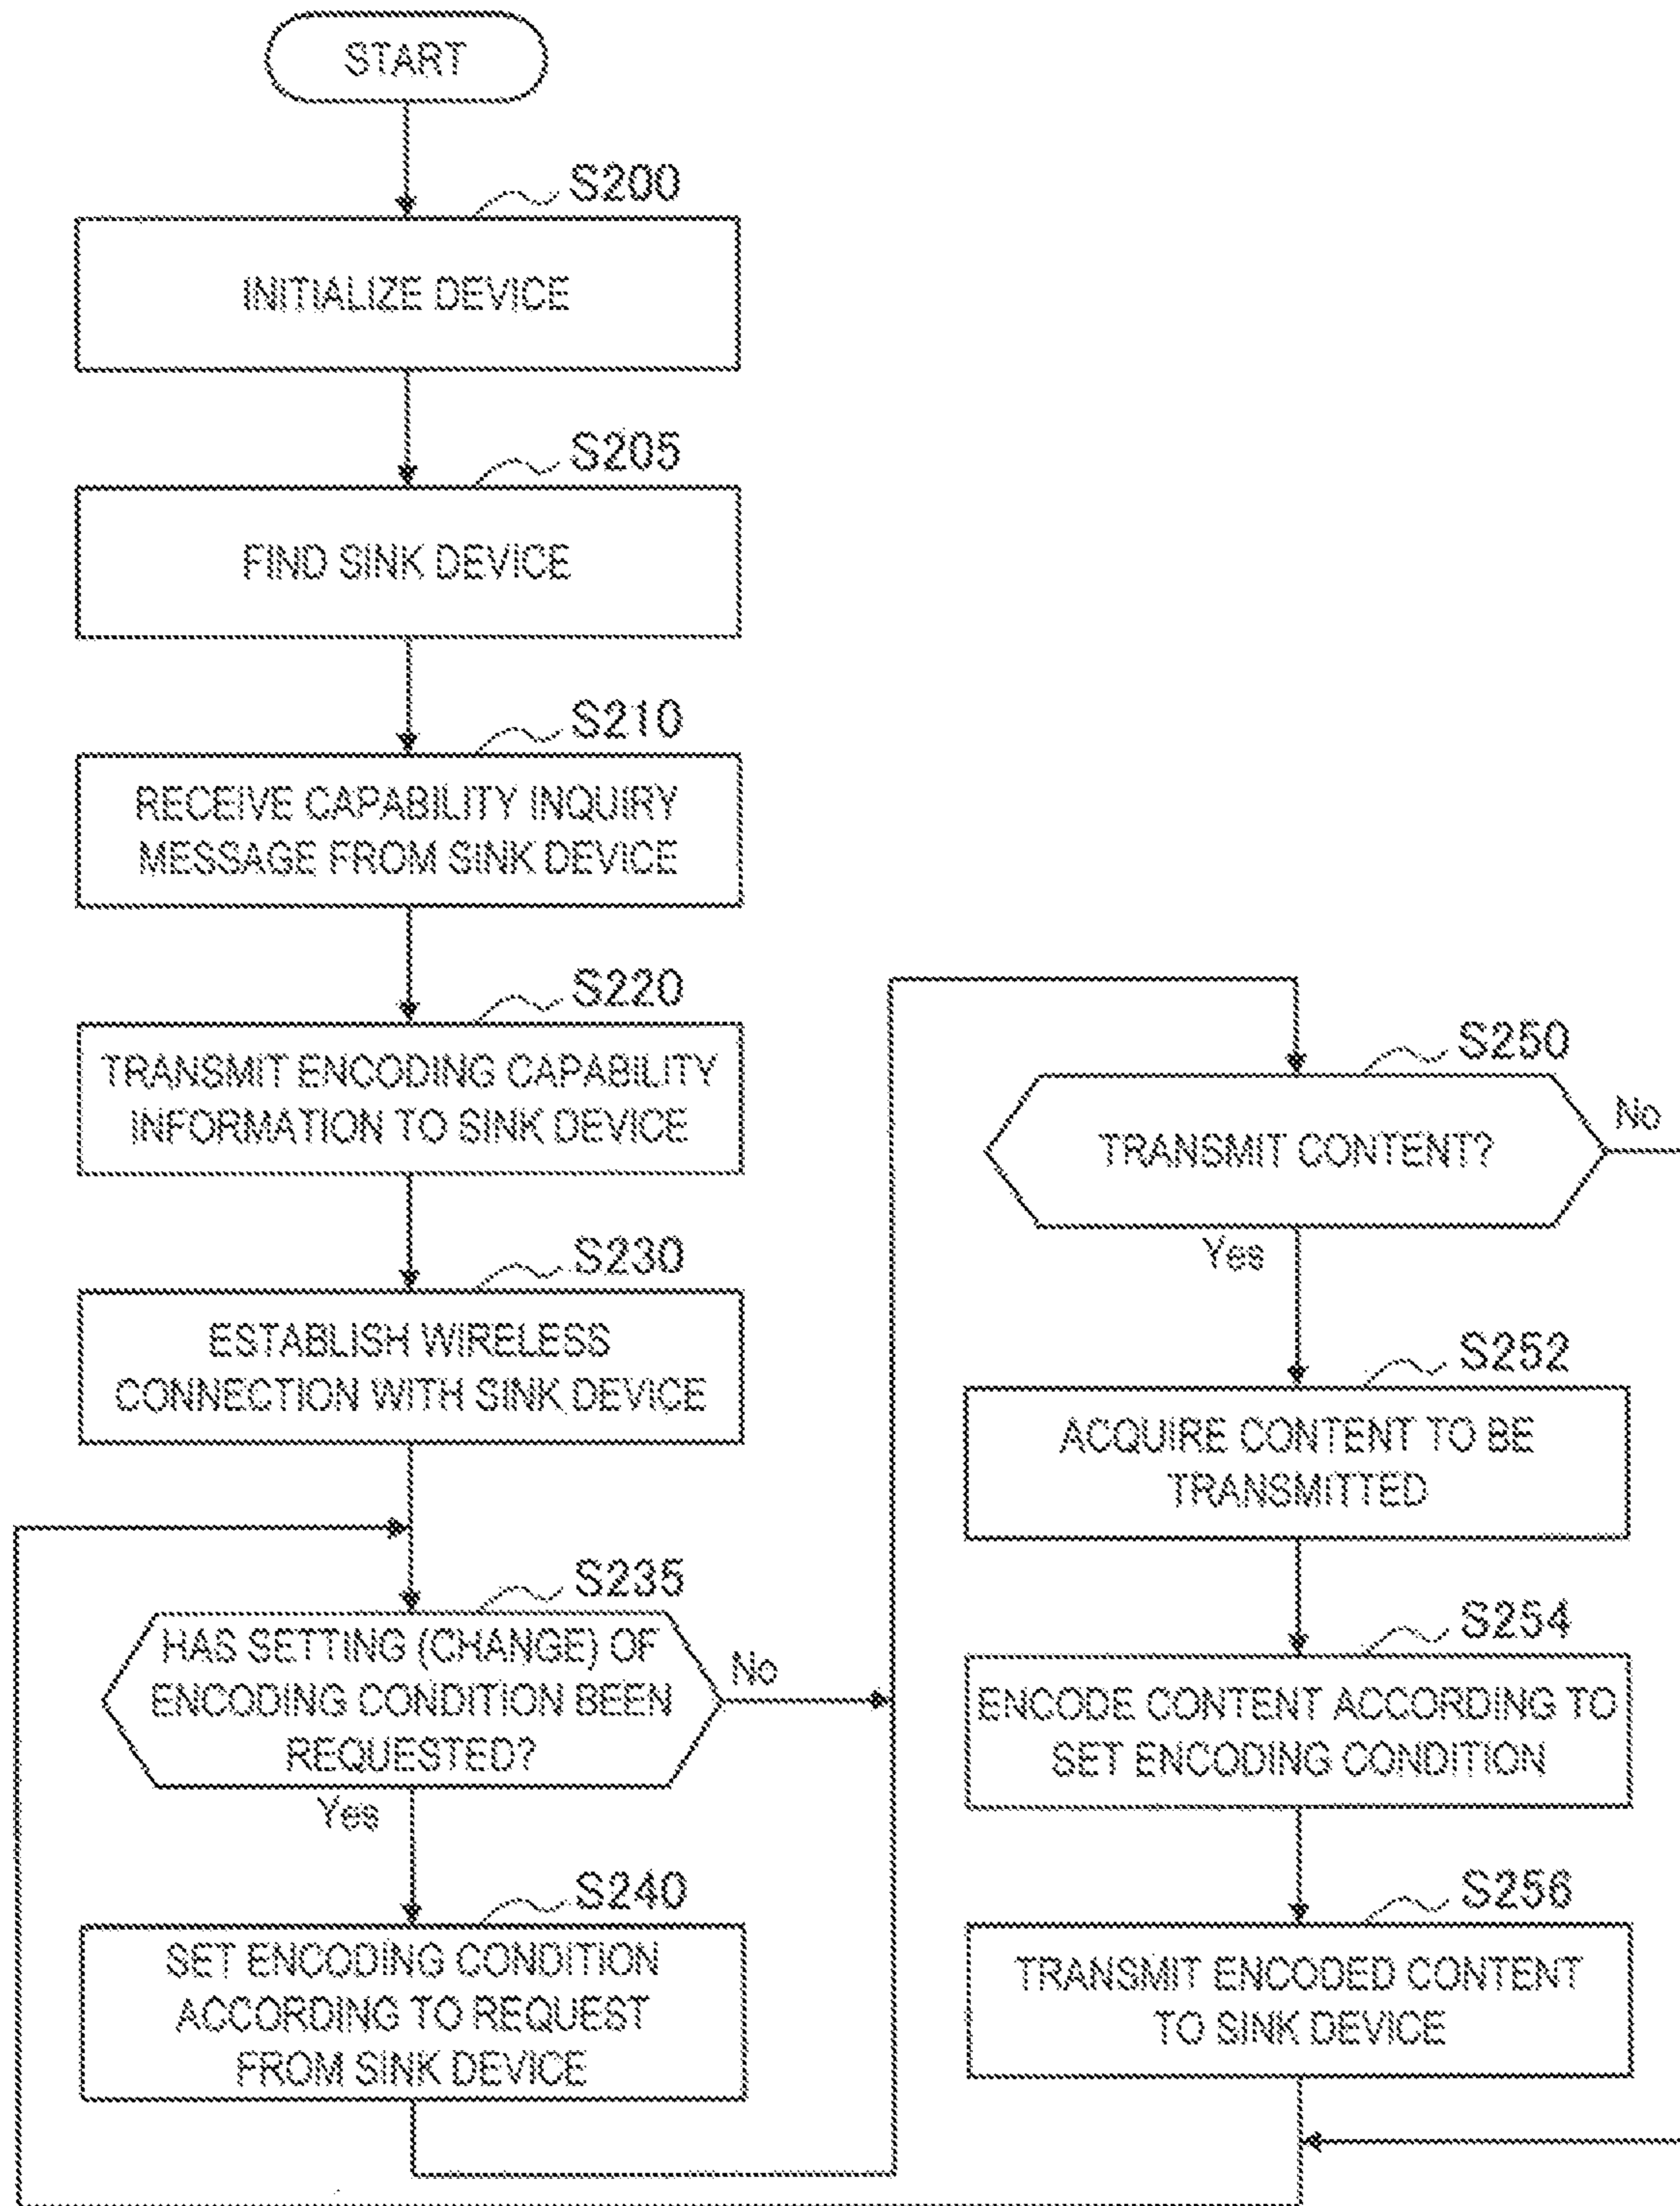 START
S200
INITIALIZE DEVICE
S205
FIND SINK DEVICE
S210
RECEIVE CAPABILITY INQUIRY
MESSAGE FROM SINK DEVICE
S220
TRANSMIT ENCODING CAPABILITY
INFORMATION TO SINK DEVICE
S230
ESTABLISH WIRELESS
CONNECTION WITH SINK DEVICE
S235
HAS SETTING (CHANGE) OF
ENCODING CONDITION BEEN
REQUESTED?
No
Yes
S240
SET ENCODING CONDITION
ACCORDING TO REQUEST
FROM SINK DEVICE
S250
TRANSMIT CONTENT?
No
Yes
S252
ACQUIRE CONTENT TO BE
TRANSMITTED
S254
ENCODE CONTENT ACCORDING TO
SET ENCODING CONDITION
S256
TRANSMIT ENCODED CONTENT
TO SINK DEVICE